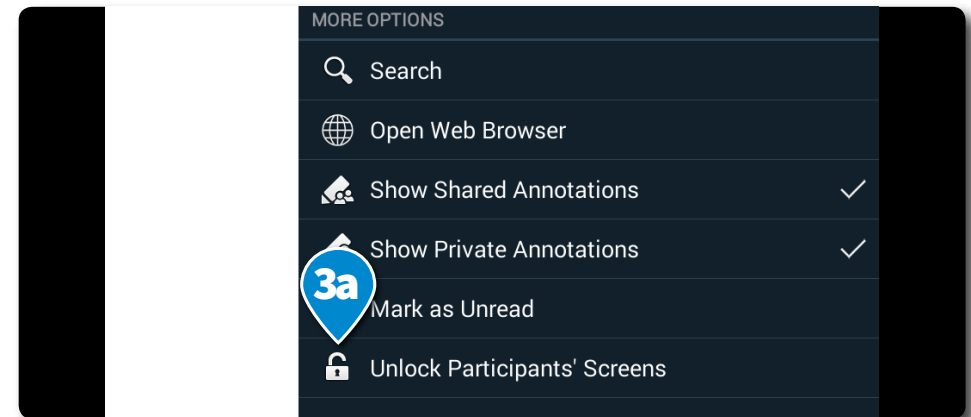 MORE OPTIONS
Search
Open Web Browser
Show Shared Annotations
Show Private Annotations
3a
Mark as Unread
Unlock Participants' Screens